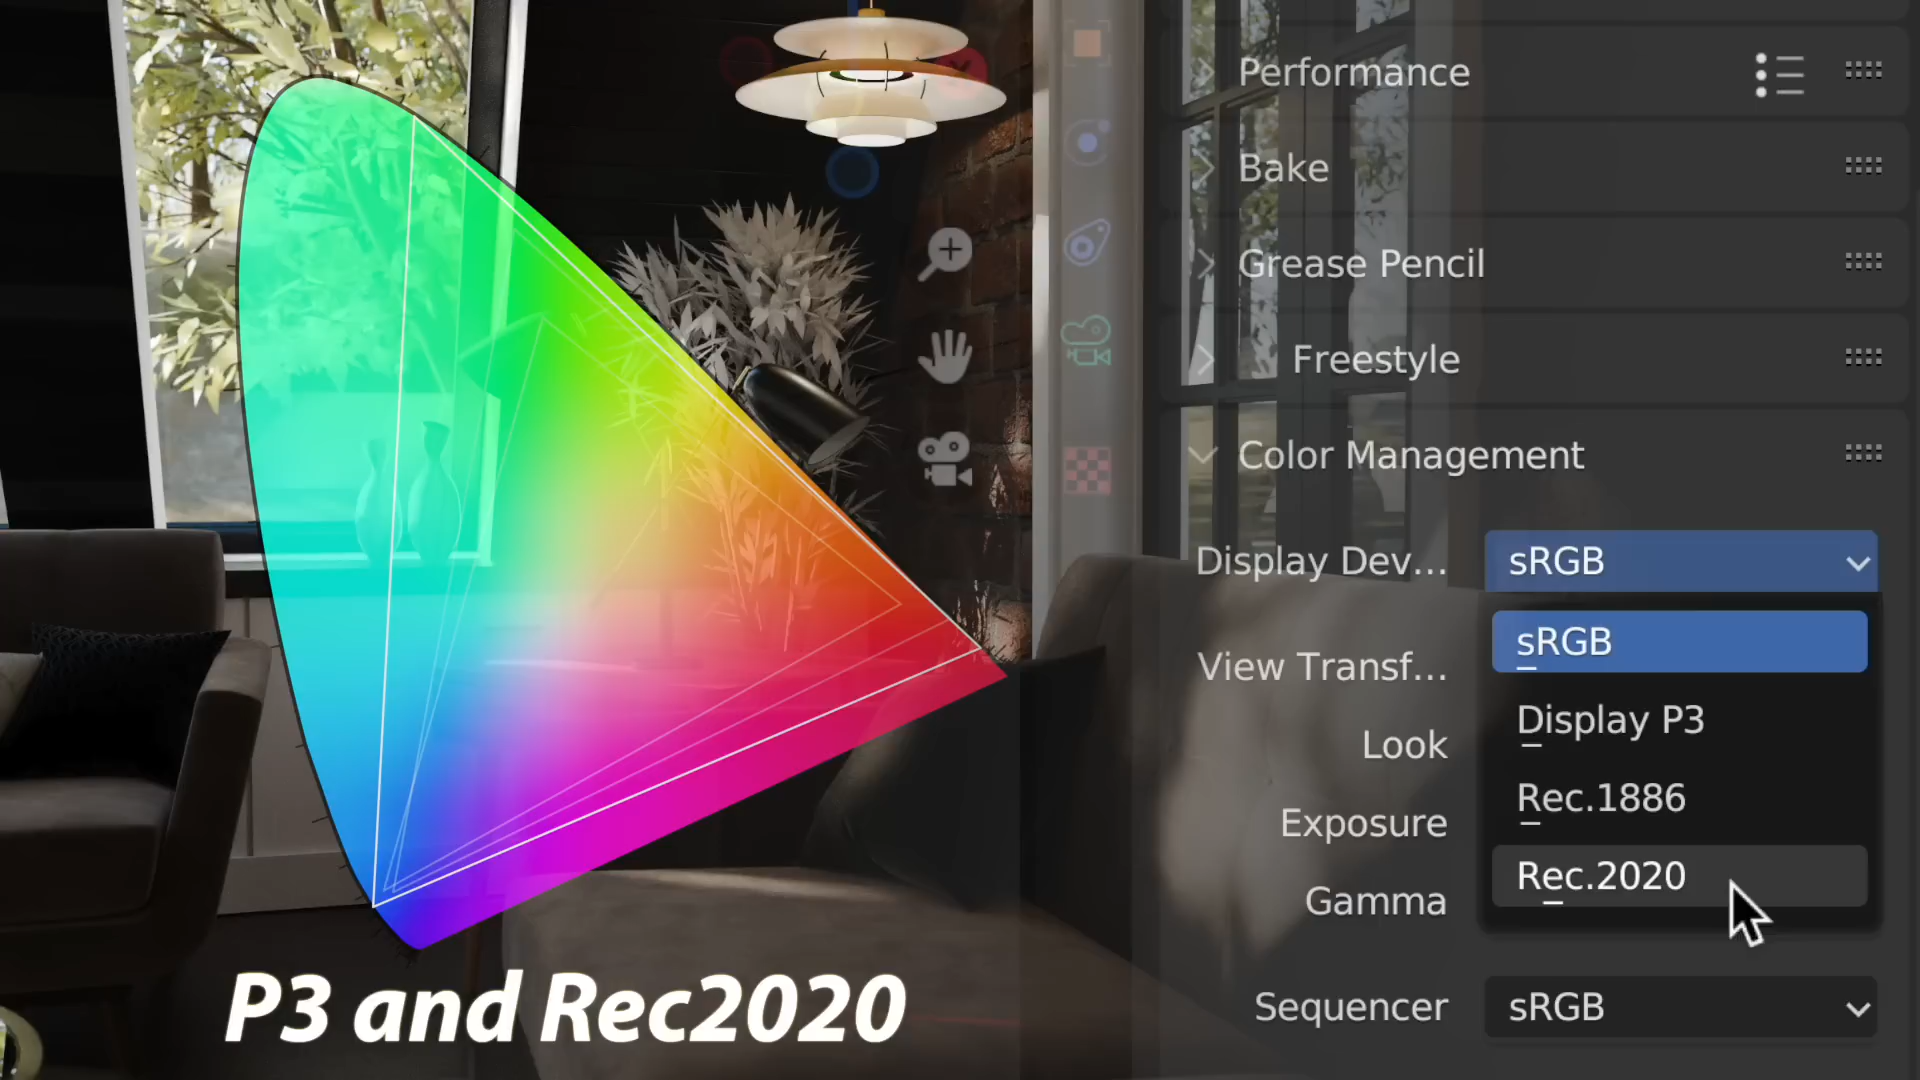 Performance
Bake
Grease Pencil
Freestyle
Color Management
Display Dev... sRGB
sRGB
View Transf...
Display P3
Look
Rec.1886
Exposure
Rec.2020
Gamma
Sequencer sRGB
P3 and Rec2020